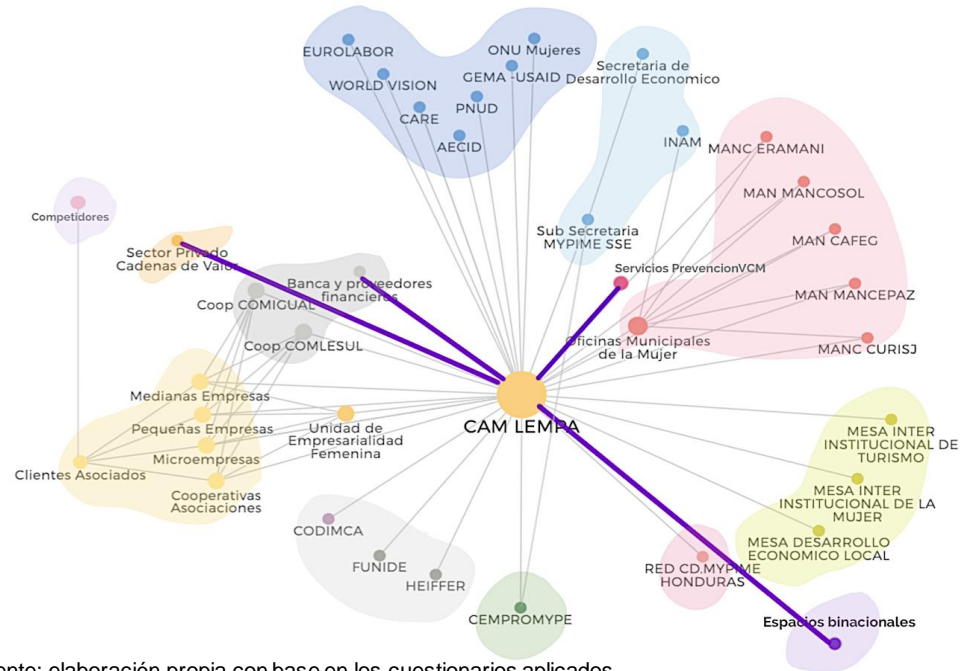 EUROLABOR
ONU Mujeres
WORLD VISION
GEMA -USAID
CARE
PNUD
AECID
Secretaria de
Desarrollo Economico
INAM
MANC ERAMANI
MAN MANCOSOL
Competidores
Sub Secretaria
MYPIME SSE
MAN CAFEG
Sector Privado
Cadenas de Valor
Servicios PrevencionVCM
Banca y proveedores
financieros
MAN MANCEPAZ
Coop COMIGUAL
Oficinas Municipales
de la Mujer
Coop COMLESUL
MANC CURISJ
Medianas Empresas
CAM LEMPA
Pequeñas Empresas
Unidad de
Empresarialidad
Femenina
Microempresas
MESA INTER
INSTITUCIONAL DE
TURISMO
Clientes Asociados
Cooperativas
Asociaciones
MESA INTER
INSTITUCIONAL DE LA
MUJER
CODIMCA
MESA DESARROLLO
ECONOMICO LOCAL
FUNIDE
HEIFFER
RED CD.MYPIME
HONDURAS
CEMPROMYPE
Espacios binacionales
ente: elaboración propia con base en los cuestionarios aplicados